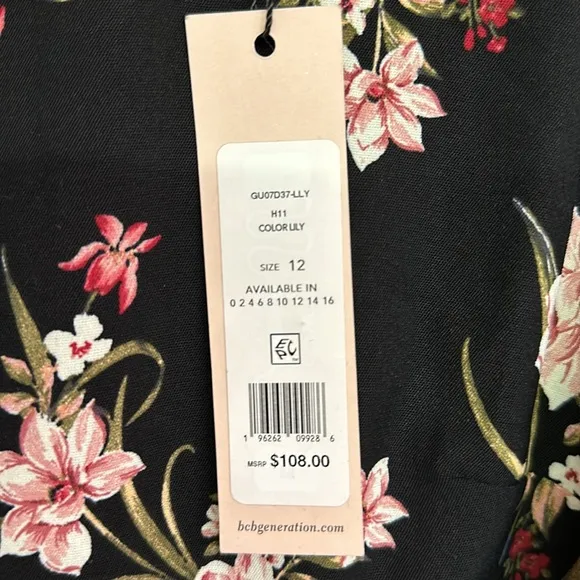 GU07D37-LLY
H11
COLOR LILY
SIZE 12
AVAILABLE IN
0 2 4 6 8 10 12 14 16
EPC
1 96262 09928 6
MSRP $108.00
bcbgeneration.com